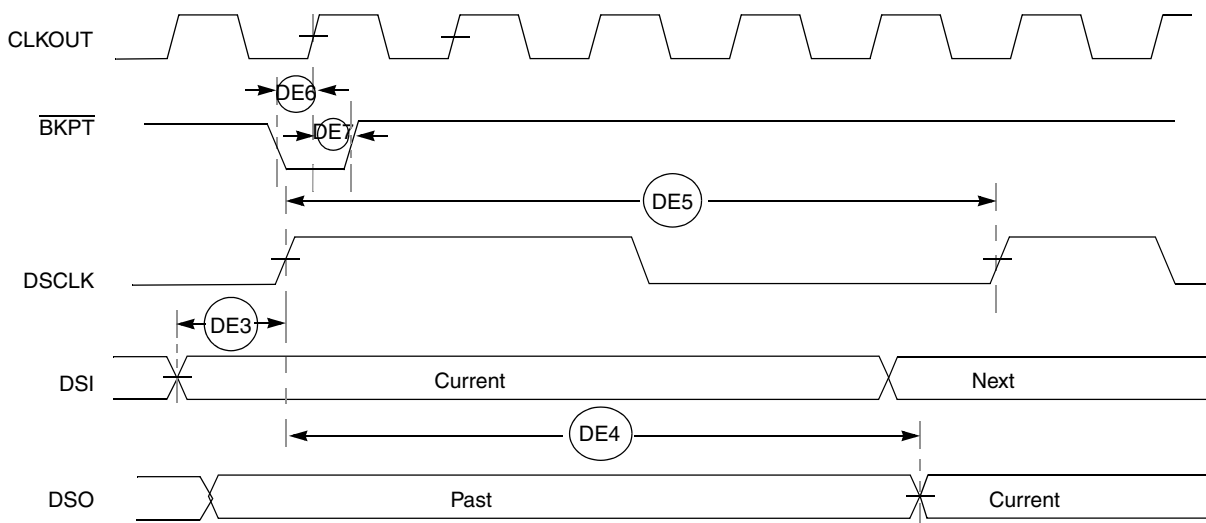 CLKOUT
DE6
BKPT
DE7
DE5
DSCLK
DE3
DSI
Current
Next
DE4
DSO
Past
Current